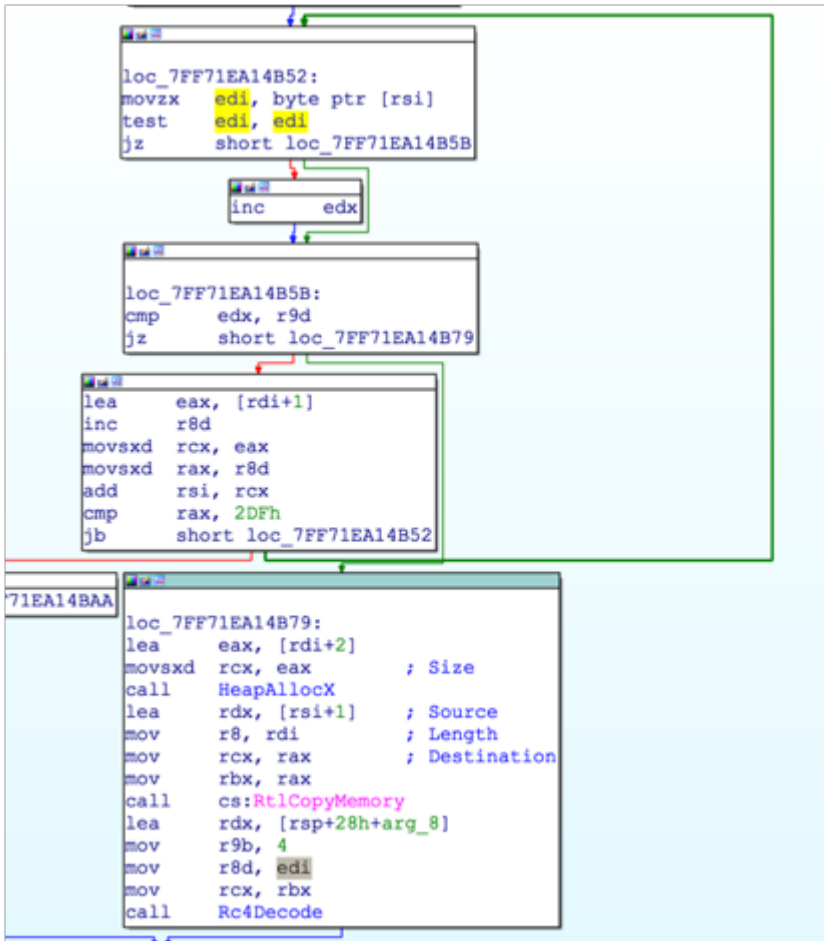 loc_7FF71EA14B52:
movzx edi, byte ptr [rsi]
test edi, edi
jz short loc_7FF71EA14B5B
inc edx
loc_7FF71EA14B5B:
cmp edx, r9d
jz short loc_7FF71EA14B79
lea eax, [rdi+1]
inc r8d
movsxd rcx, eax
movsxd rax, r8d
add rsi, rcx
cmp rax, 2DFh
jb short loc_7FF71EA14B52
71EA14BAA
loc_7FF71EA14B79:
lea eax, [rdi+2]
movsxd rcx, eax ; Size
call HeapAllocX
lea rdx, [rsi+1] ; Source
mov r8, rdi ; Length
mov rcx, rax ; Destination
mov rbx, rax
call cs:RtlCopyMemory
lea rdx, [rsp+28h+arg_8]
mov r9b, 4
mov r8d, edi
mov rcx, rbx
call Rc4Decode